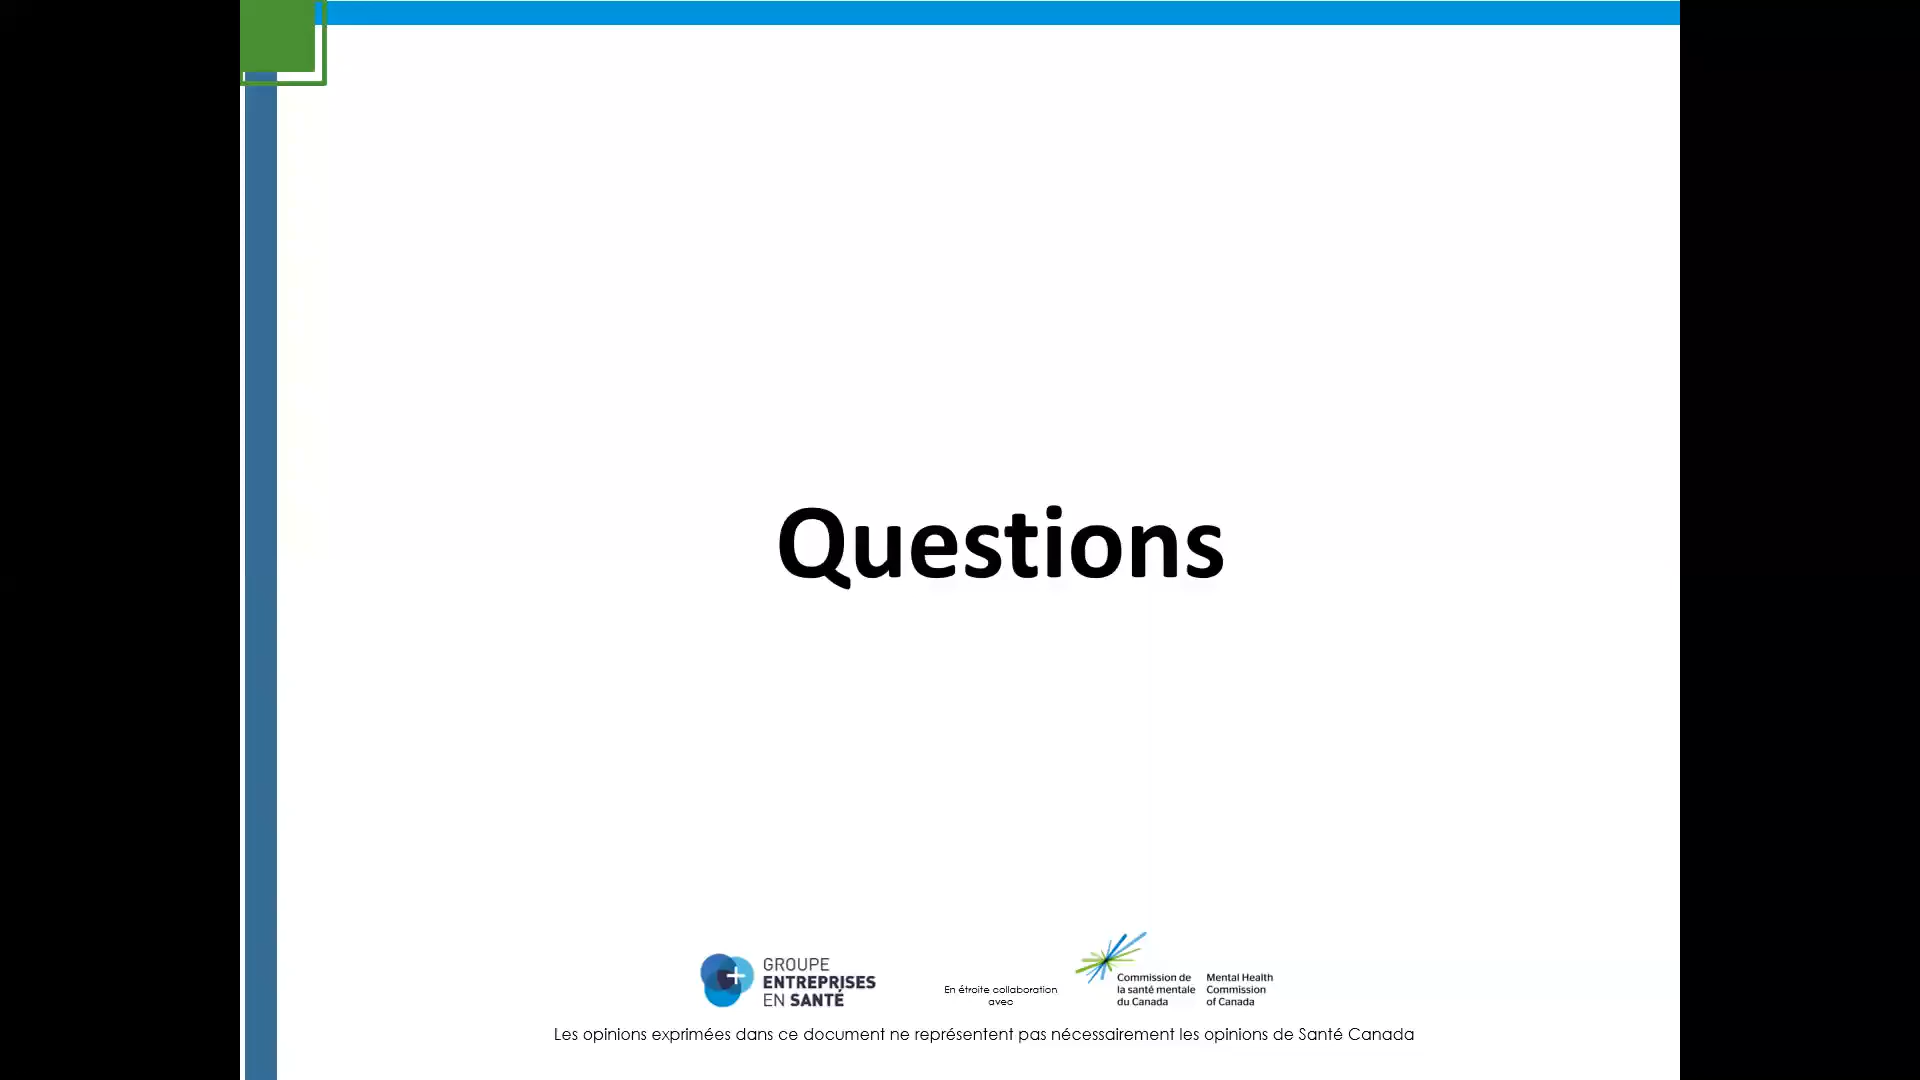 Questions
GROUPE
ENTREPRISES
EN SANTÉ
En étroite collaboration
avec
Commission de
la santé mentale
du Canada
Mental Health
Commission
of Canada
Les opinions exprimées dans ce document ne représentent pas nécessairement les opinions de Santé Canada